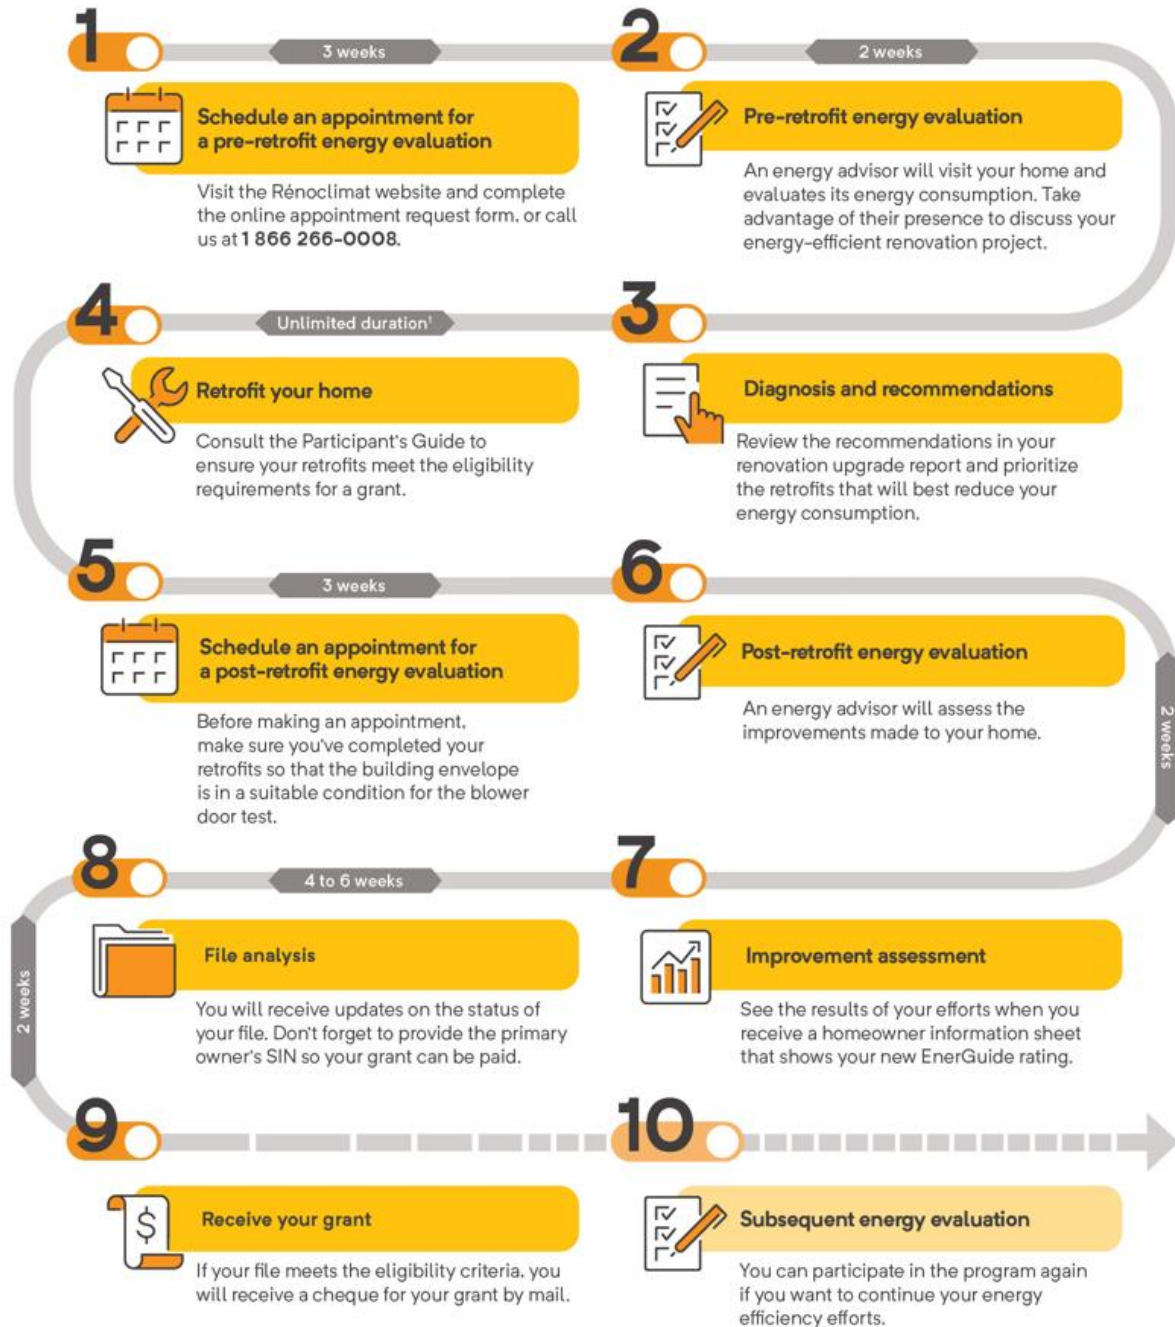 1
3 weeks
2
2 weeks
Schedule an appointment for
a pre-retrofit energy evaluation
Visit the Rénoclimat website and complete
the online appointment request form. or call
us at 1 866 266-0008.
Pre-retrofit energy evaluation
An energy advisor will visit your home and
evaluates its energy consumption. Take
advantage of their presence to discuss your
energy-efficient renovation project.
3
Diagnosis and recommendations
Review the recommendations in your
renovation upgrade report and prioritize
the retrofits that will best reduce your
energy consumption.
4
Unlimited duration¹
Retrofit your home
Consult the Participant's Guide to
ensure your retrofits meet the eligibility
requirements for a grant.
5
3 weeks
Schedule an appointment for
a post-retrofit energy evaluation
Before making an appointment.
make sure you've completed your
retrofits so that the building envelope
is in a suitable condition for the blower
door test.
6
Post-retrofit energy evaluation
An energy advisor will assess the
improvements made to your home.
2 weeks
7
Improvement assessment
See the results of your efforts when you
receive a homeowner information sheet
that shows your new EnerGuide rating.
4 to 6 weeks
8
File analysis
You will receive updates on the status of
your file. Don't forget to provide the primary
owner's SIN so your grant can be paid.
2 weeks
9
Receive your grant
If your file meets the eligibility criteria. you
will receive a cheque for your grant by mail.
10
Subsequent energy evaluation
You can participate in the program again
if you want to continue your energy
efficiency efforts.